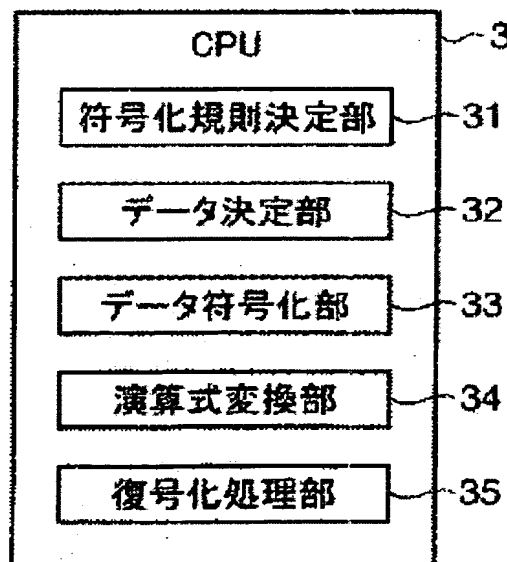 CPU
3
符号化規則決定部 31
データ決定部 32
データ符号化部 33
演算式変換部 34
復号化処理部 35